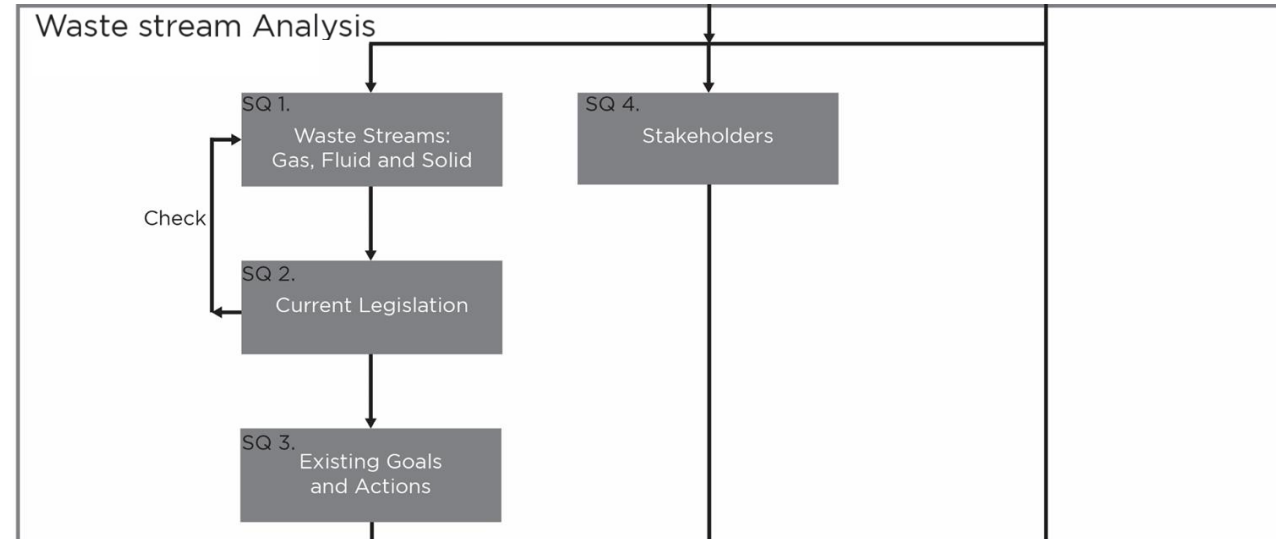 Waste stream Analysis
SQ 1.
Waste Streams:
Gas, Fluid and Solid
SQ 4.
Stakeholders
Check
SQ 2.
Current Legislation
SQ 3.
Existing Goals
and Actions